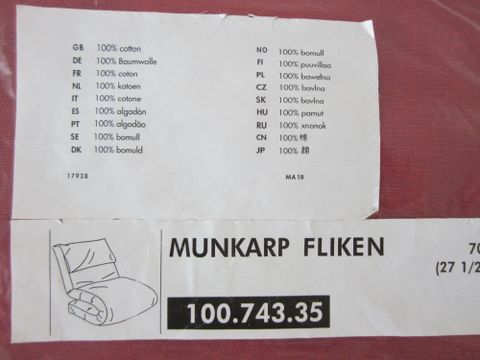 GB 100% cotton
DE 100% Baumwolle
FR 100% coton
NL 100% katoen
IT 100% cotone
ES 100% algodón
PT 100% algodão
SE 100% bomull
DK 100% bomuld
17938
NO 100% bomull
FI 100% puuvillaa
PL 100% bawełna
CZ 100% bavlna
SK 100% bavlna
HU 100% pamut
RU 100% хлопок
CN 100% 棉
JP 100% 綿
MA18
MUNKARP FLIKEN
70
(27 1/2
100.743.35